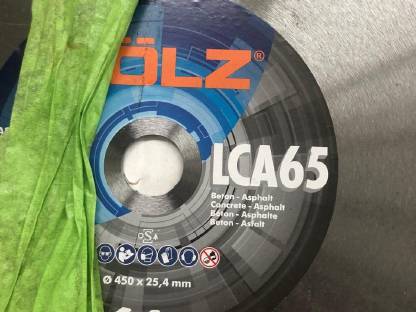 ÖLZ®
LCA65
Beton - Asphalt
Concrete - Asphalt
Béton - Asphalte
Beton - Asfalt
Ø 450 x 25,4 mm